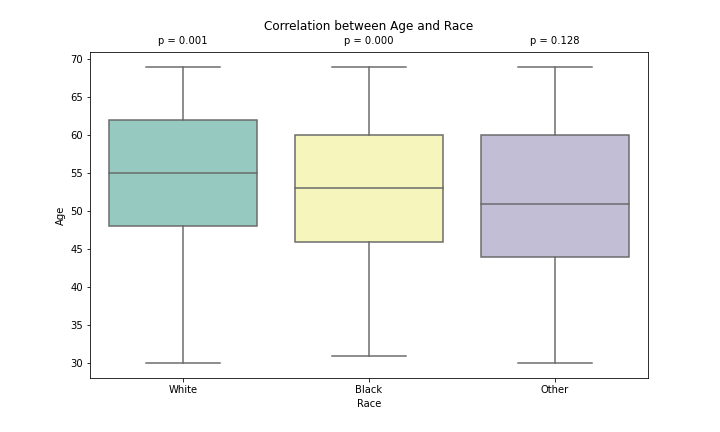 Correlation between Age and Race
p = 0.001 p = 0.000 p = 0.128
70
65
60
55
50
45
40
35
30
Age
White Black Other
Race